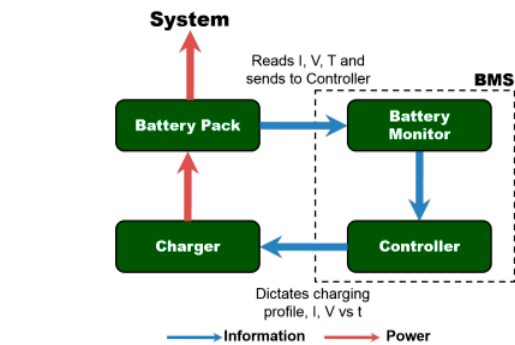 System
Reads I, V, T and
sends to Controller
BMS
Battery Pack
Battery
Monitor
Charger
Controller
Dictates charging
profile, I, V vs t
Information
Power